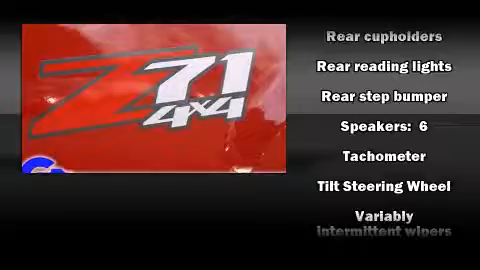 Z71
4x4
Rear cupholders
Rear reading lights
Rear step bumper
Speakers: 6
Tachometer
Tilt Steering Wheel
Variably
intermittent wipers